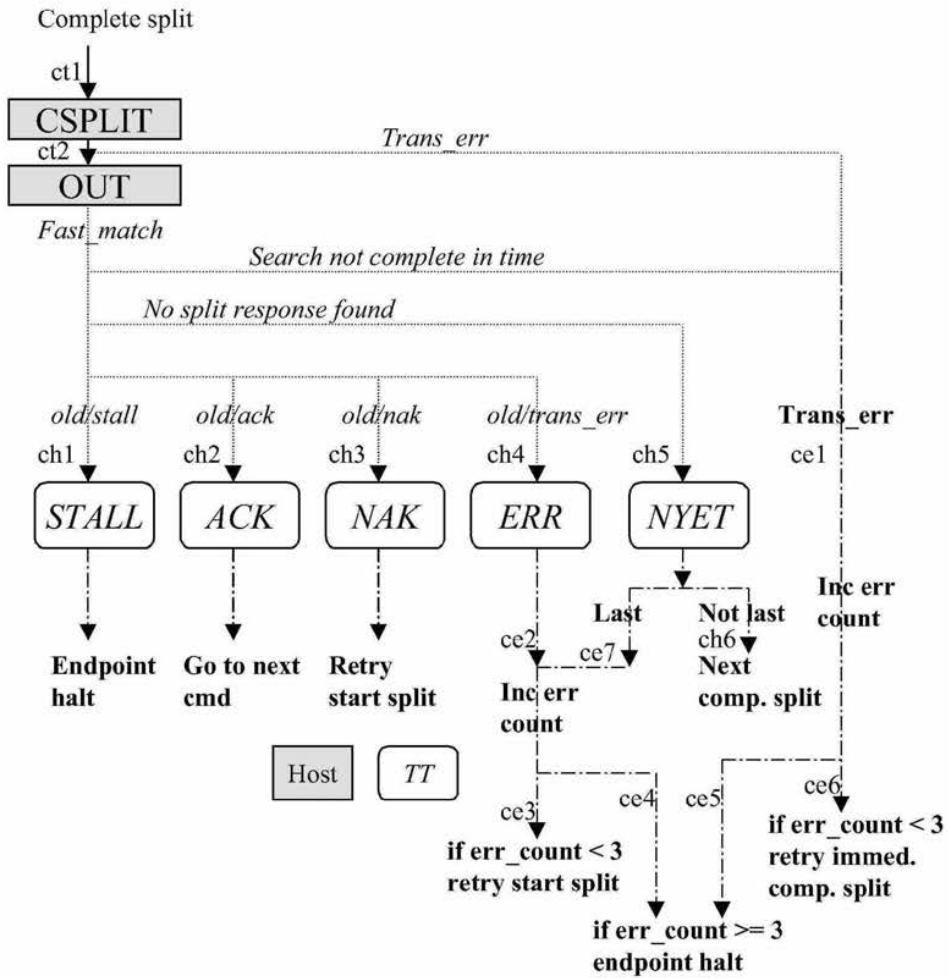 Complete split
ct1
CSPLIT
ct2
Trans_err
OUT
Fast_match
Search not complete in time
No split response found
old/stall
old/ack
old/nak
old/trans_err
Trans_err
ch1
ch2
ch3
ch4
ch5
ce1
STALL
ACK
NAK
ERR
NYET
Inc err
count
Last
Not last
ce2
ce7
ch6
Endpoint
halt
Go to next
cmd
Retry
start split
Next
comp. split
Inc err
count
Host
TT
ce3
ce4
ce5
ce6
if err_count < 3
retry start split
if err_count < 3
retry immed.
comp. split
if err_count >= 3
endpoint halt